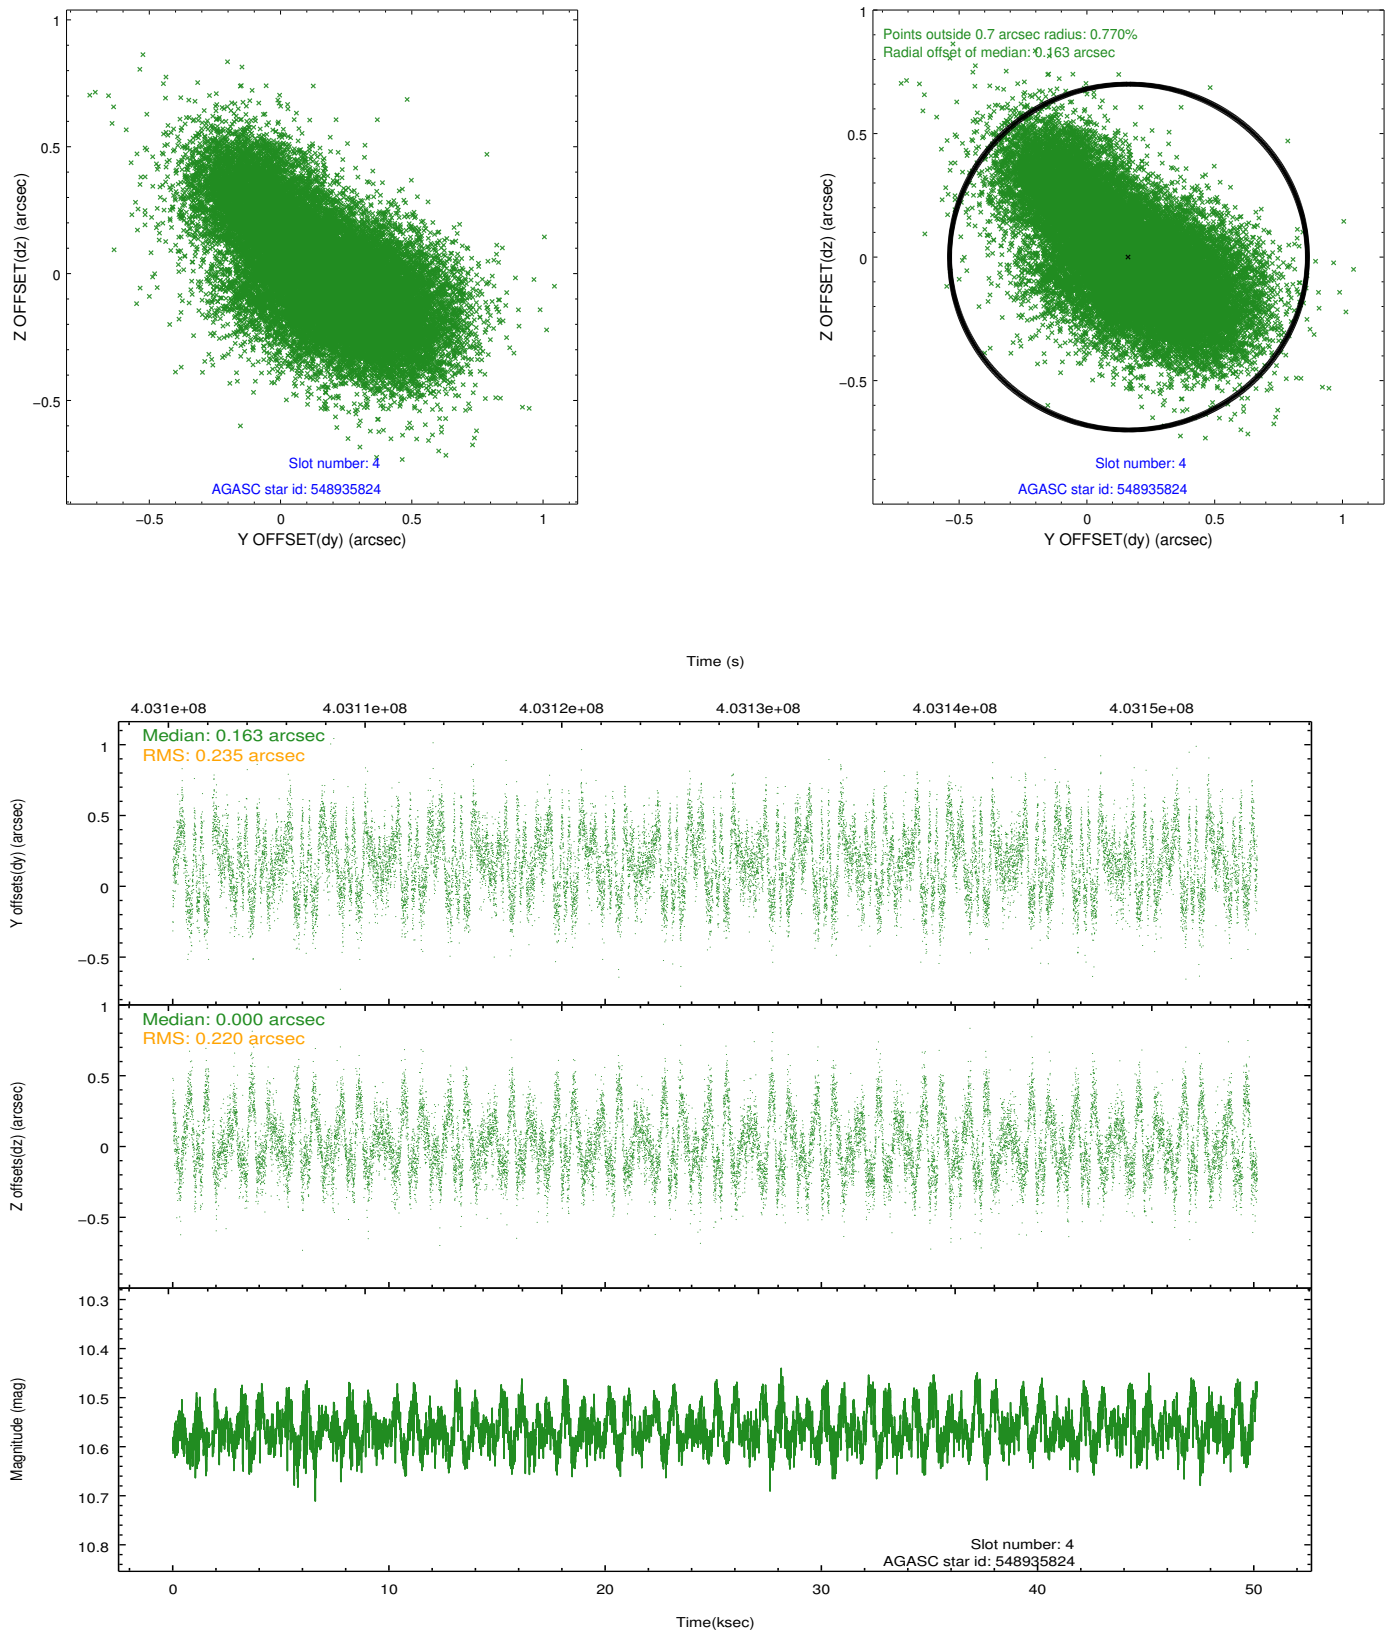 1
0.5
0
−0.5
Z OFFSET(dz) (arcsec)
Slot number: 4
AGASC star id: 548935824
−0.5
0
0.5
1
Y OFFSET(dy) (arcsec)
1
0.5
0
−0.5
Z OFFSET(dz) (arcsec)
Points outside 0.7 arcsec radius: 0.770%
Radial offset of median: 0.163 arcsec
Slot number: 4
AGASC star id: 548935824
−0.5
0
0.5
1
Y OFFSET(dy) (arcsec)
Time (s)
4.031e+08
4.0311e+08
4.0312e+08
4.0313e+08
4.0314e+08
4.0315e+08
Median: 0.163 arcsec
RMS: 0.235 arcsec
1
0.5
0
−0.5
Y offsets(dy) (arcsec)
Median: 0.000 arcsec
RMS: 0.220 arcsec
1
0.5
0
−0.5
Z offsets(dz) (arcsec)
10.3
10.4
10.5
10.6
10.7
10.8
Magnitude (mag)
Slot number: 4
AGASC star id: 548935824
0
10
20
30
40
50
Time(ksec)